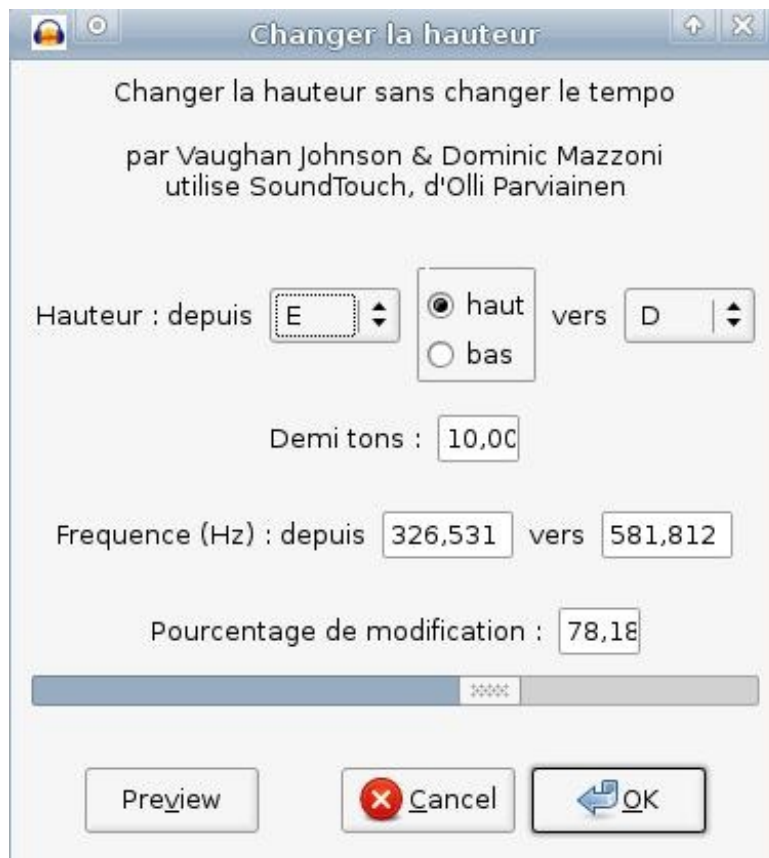 Changer la hauteur
Changer la hauteur sans changer le tempo
par Vaughan Johnson & Dominic Mazzoni
utilise SoundTouch, d'Olli Parviainen
Hauteur : depuis E haut vers D
bas
Demi tons : 10,00
Frequence (Hz) : depuis 326,531 vers 581,812
Pourcentage de modification : 78,18
Preview Cancel OK